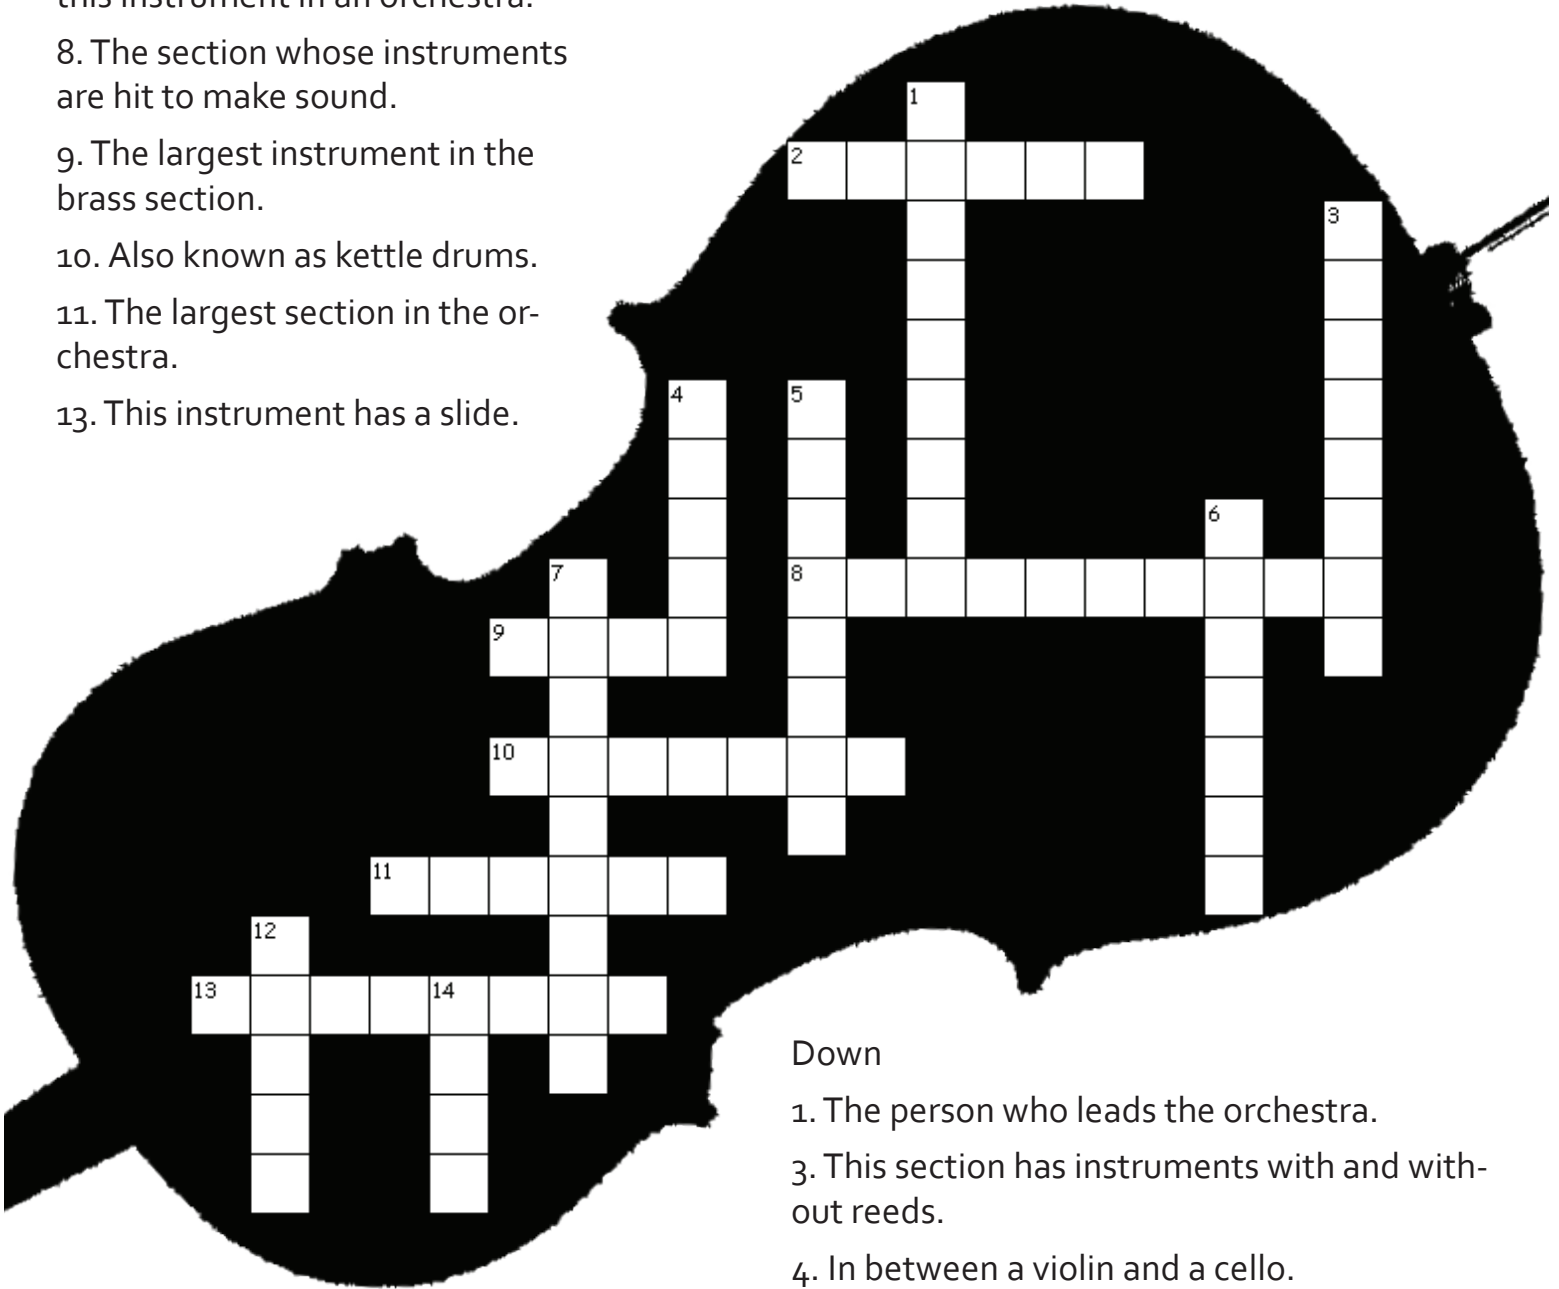 this instrument in an orchestra.
8. The section whose instruments
are hit to make sound.
9. The largest instrument in the
brass section.
10. Also known as kettle drums.
11. The largest section in the or-
chestra.
13. This instrument has a slide.
1
2
3
4
5
6
7
8
9
10
11
12
13
14
Down
1. The person who leads the orchestra.
3. This section has instruments with and with-
out reeds.
4. In between a violin and a cello.